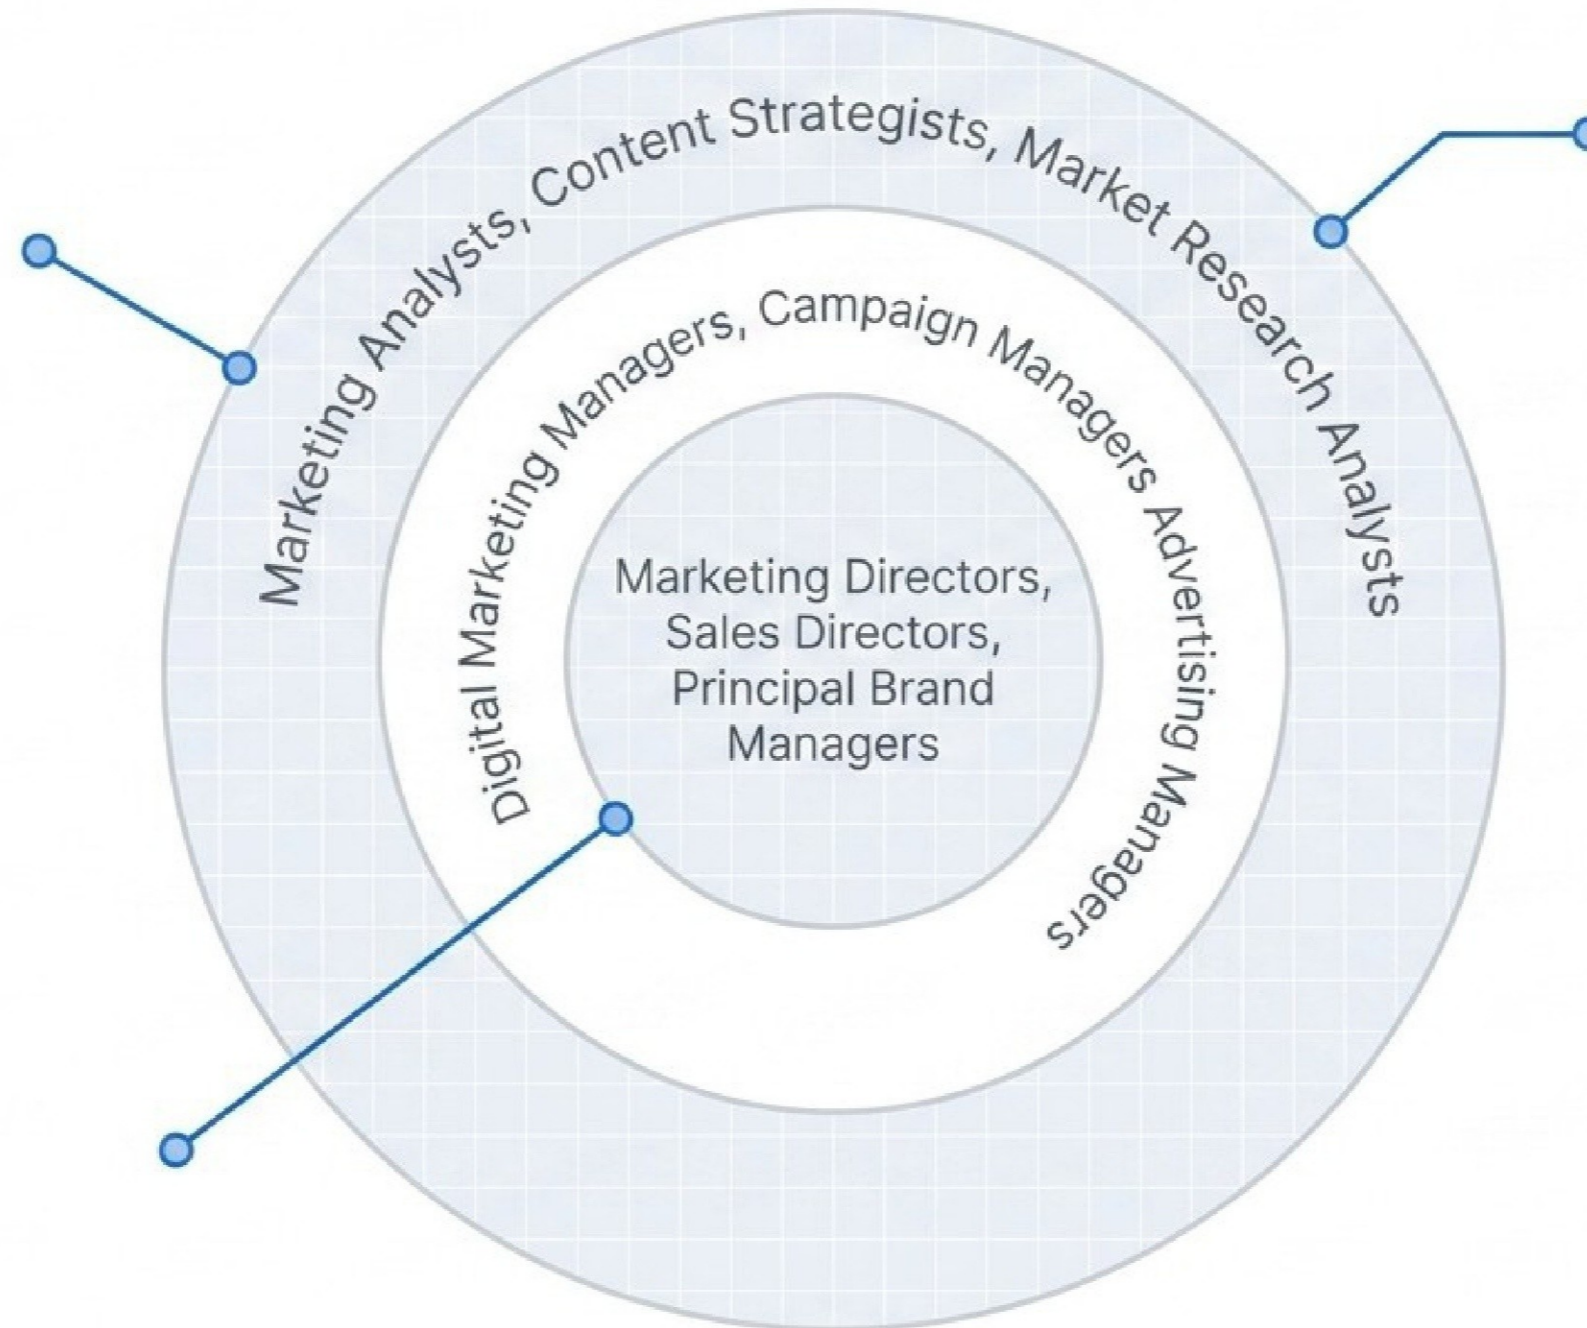 Marketing Analysts, Content Strategists, Market Research Analysts
Digital Marketing Managers, Campaign Managers Advertising Managers
Marketing Directors,
Sales Directors,
Principal Brand
Managers